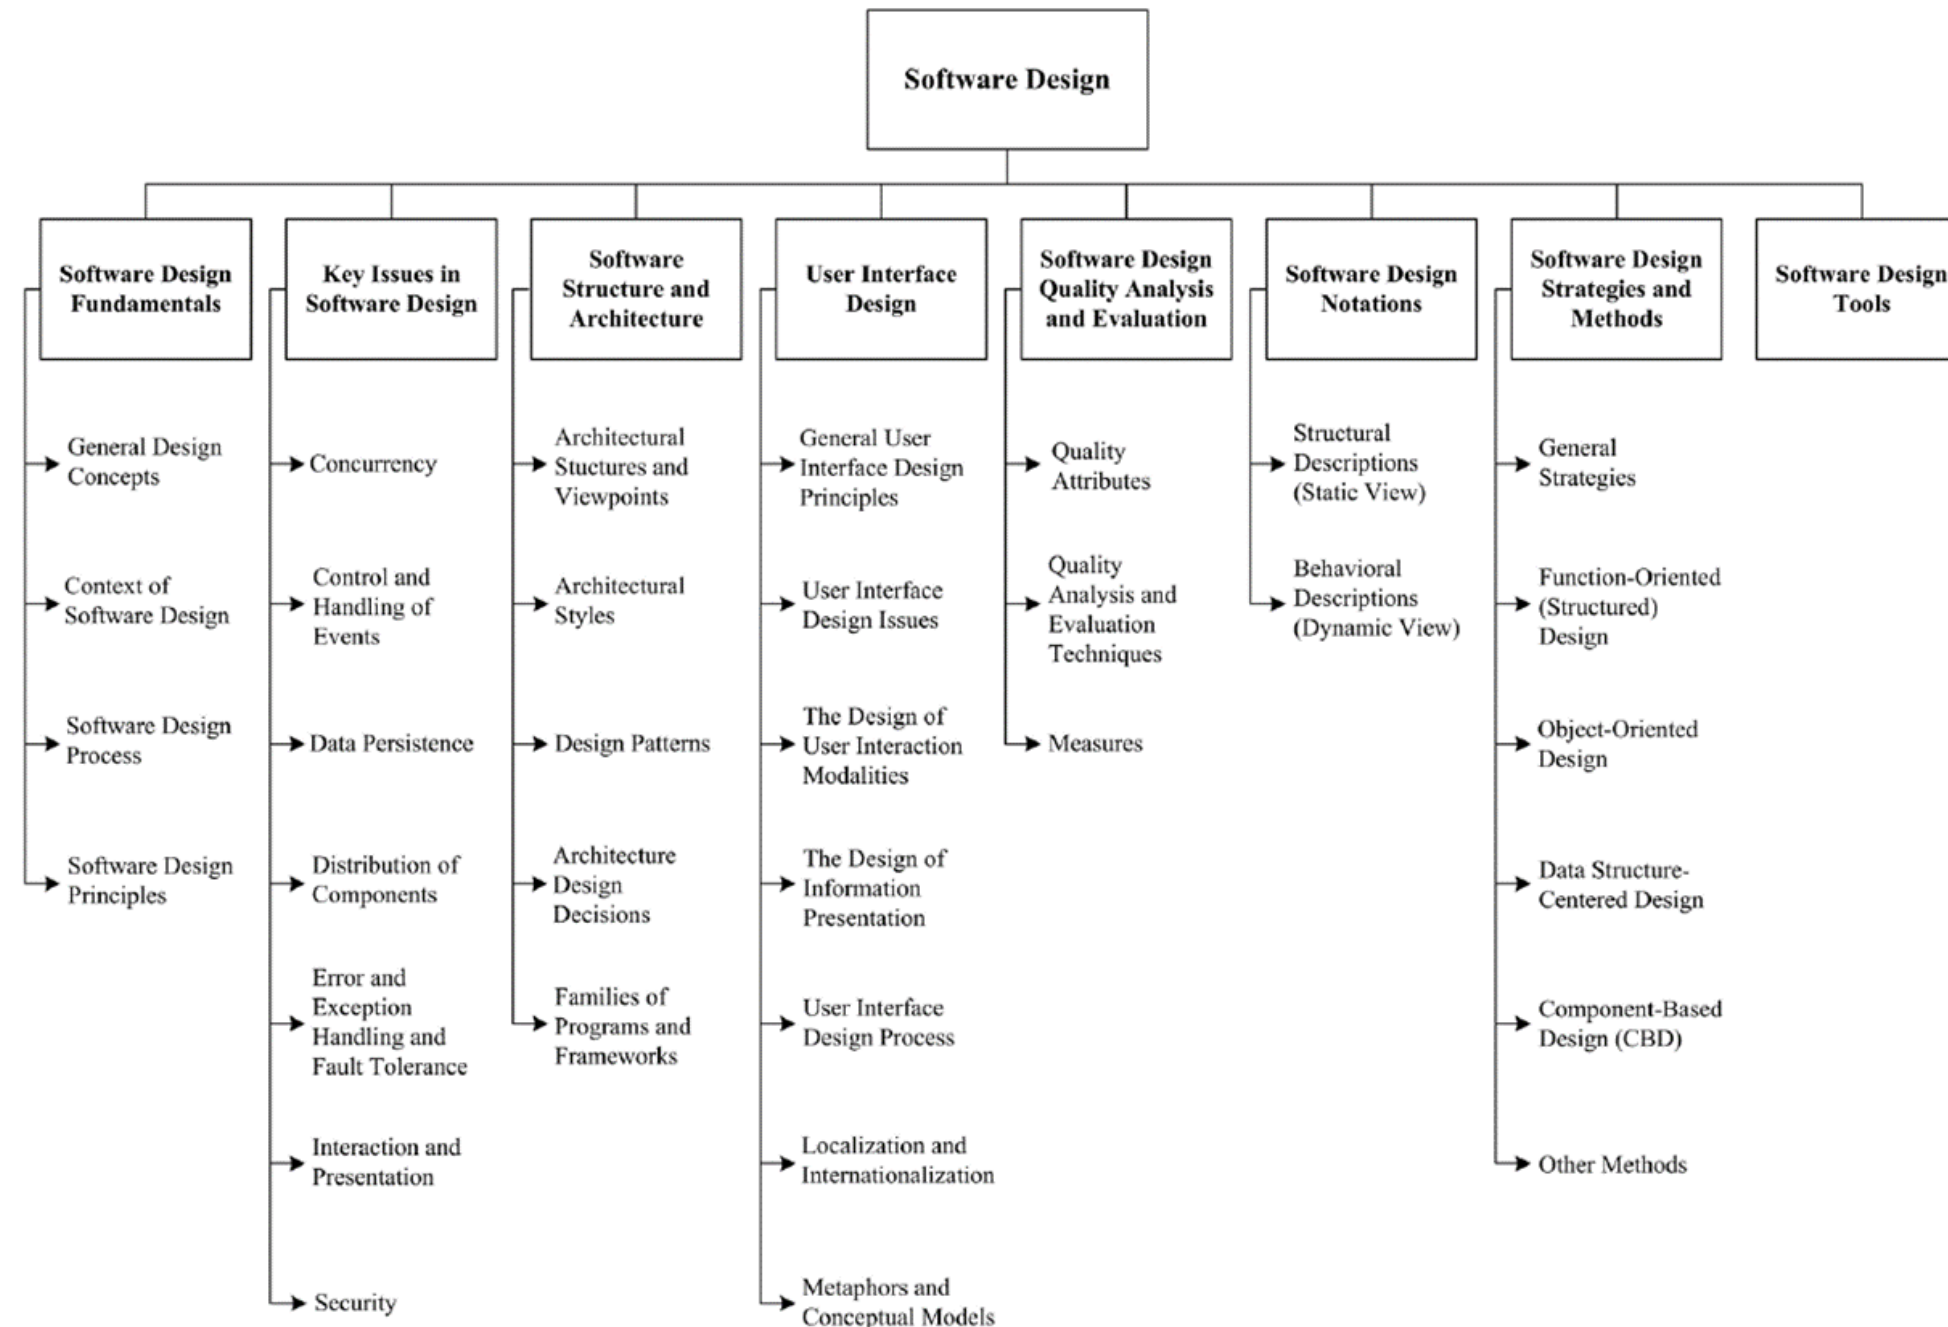 Software Design
Software Design
Fundamentals
General Design
Concepts
Context of
Software Design
Software Design
Process
Software Design
Principles
Key Issues in
Software Design
Concurrency
Control and
Handling of
Events
Data Persistence
Distribution of
Components
Error and
Exception
Handling and
Fault Tolerance
Interaction and
Presentation
Security
Software
Structure and
Architecture
Architectural
Stuctures and
Viewpoints
Architectural
Styles
Design Patterns
Architecture
Design
Decisions
Families of
Programs and
Frameworks
User Interface
Design
General User
Interface Design
Principles
User Interface
Design Issues
The Design of
User Interaction
Modalities
The Design of
Information
Presentation
User Interface
Design Process
Localization and
Internationalization
Metaphors and
Conceptual Models
Software Design
Quality Analysis
and Evaluation
Quality
Attributes
Quality
Analysis and
Evaluation
Techniques
Measures
Software Design
Notations
Structural
Descriptions
(Static View)
Behavioral
Descriptions
(Dynamic View)
Software Design
Strategies and
Methods
General
Strategies
Function-Oriented
(Structured)
Design
Object-Oriented
Design
Data Structure-
Centered Design
Component-Based
Design (CBD)
Other Methods
Software Design
Tools